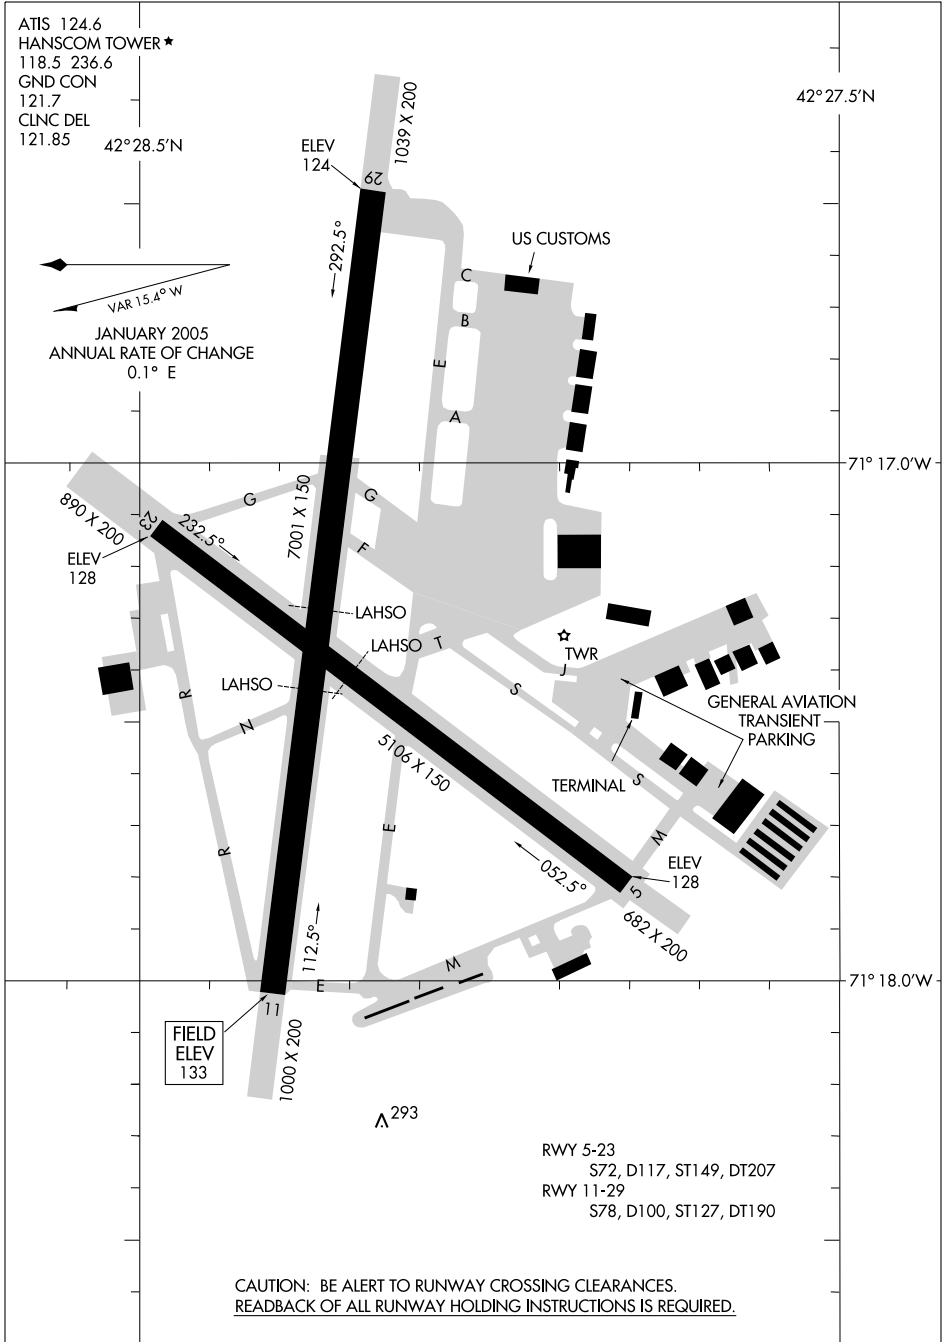 ATIS 124.6
HANSCOM TOWER★
118.5 236.6
GND CON
121.7
CLNC DEL
121.85
42°28.5'N
42°27.5'N
1039 X 200
ELEV
124
29
292.5°
US CUSTOMS
C
B
E
A
VAR 15.4° W
JANUARY 2005
ANNUAL RATE OF CHANGE
0.1° E
71° 17.0'W
G
G
F
7001 X 150
890 X 200
23
232.5°
ELEV
128
LAHSO
LAHSO
LAHSO
T
TWR
J
S
R
N
GENERAL AVIATION
TRANSIENT
PARKING
5106 X 150
TERMINAL
S
E
M
R
052.5°
ELEV
128
5
682 X 200
112.5°
M
E
71° 18.0'W
11
FIELD
ELEV
133
1000 X 200
293
RWY 5-23
S72, D117, ST149, DT207
RWY 11-29
S78, D100, ST127, DT190
CAUTION: BE ALERT TO RUNWAY CROSSING CLEARANCES.
READBACK OF ALL RUNWAY HOLDING INSTRUCTIONS IS REQUIRED.